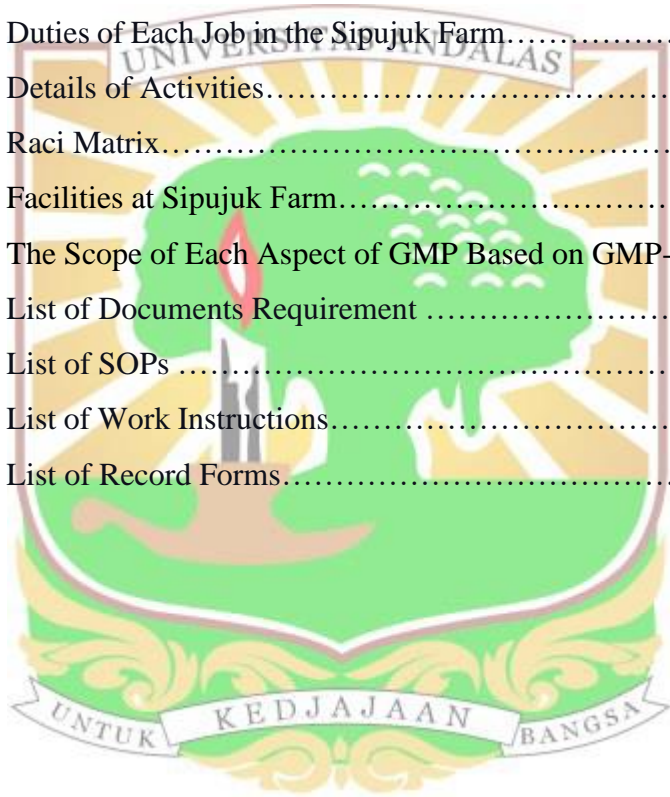 Duties of Each Job in the Sipujuk Farm……………
UNIVERSITAS ANDALAS
Details of Activities……………………………………
Raci Matrix………………………………………………
Facilities at Sipujuk Farm……………………………
The Scope of Each Aspect of GMP Based on GMP-
List of Documents Requirement ……………………
List of SOPs ……………………………………………
List of Work Instructions………………………………
List of Record Forms……………………………………
UNTUK KEDJAJAAN BANGSA